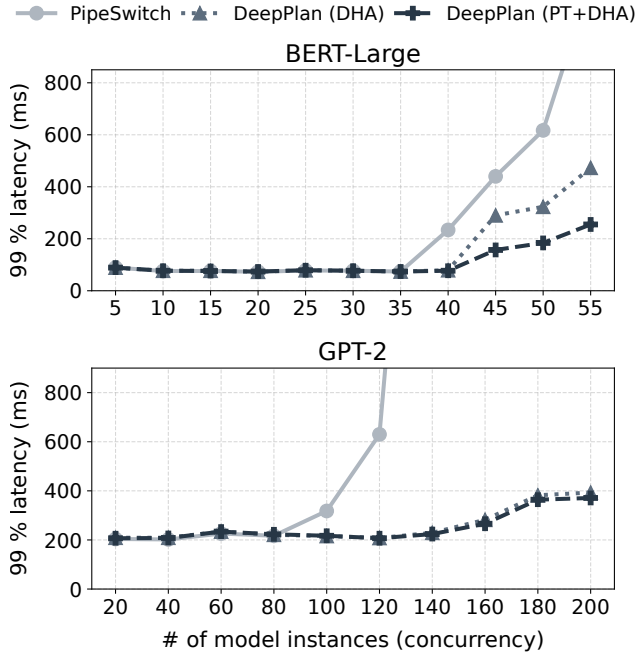 PipeSwitch DeepPlan (DHA) DeepPlan (PT+DHA)
BERT-Large
99 % latency (ms)
800
600
400
200
0
5 10 15 20 25 30 35 40 45 50 55
GPT-2
99 % latency (ms)
800
600
400
200
0
20 40 60 80 100 120 140 160 180 200
# of model instances (concurrency)